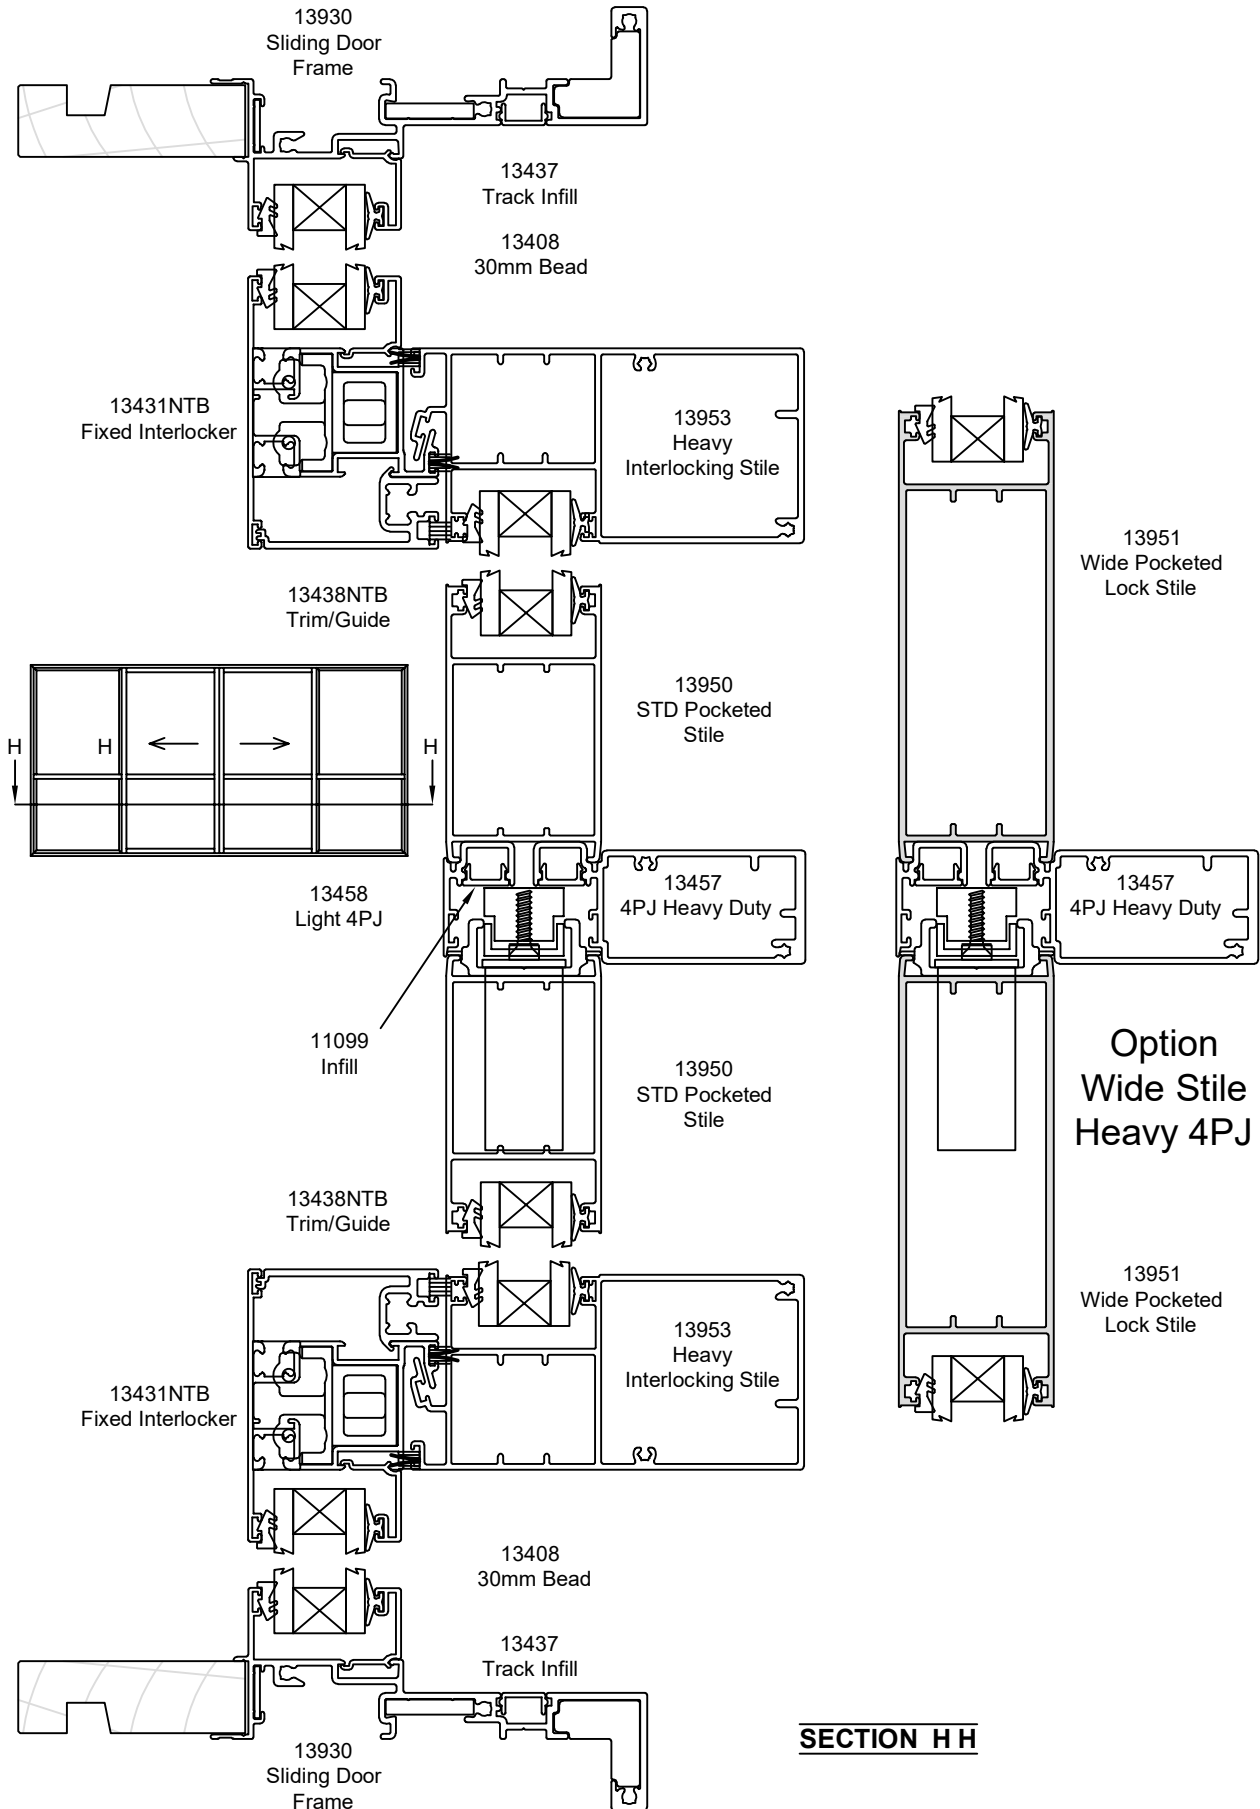 13930
Sliding Door
Frame
13437
Track Infill
13408
30mm Bead
13431NTB
Fixed Interlocker
13953
Heavy
Interlocking Stile
13951
Wide Pocketed
Lock Stile
13438NTB
Trim/Guide
13950
STD Pocketed
Stile
H
H
H
13458
Light 4PJ
13457
4PJ Heavy Duty
13457
4PJ Heavy Duty
11099
Infill
13950
STD Pocketed
Stile
Option
Wide Stile
Heavy 4PJ
13438NTB
Trim/Guide
13951
Wide Pocketed
Lock Stile
13953
Heavy
Interlocking Stile
13431NTB
Fixed Interlocker
13408
30mm Bead
13437
Track Infill
13930
Sliding Door
Frame
SECTION H H